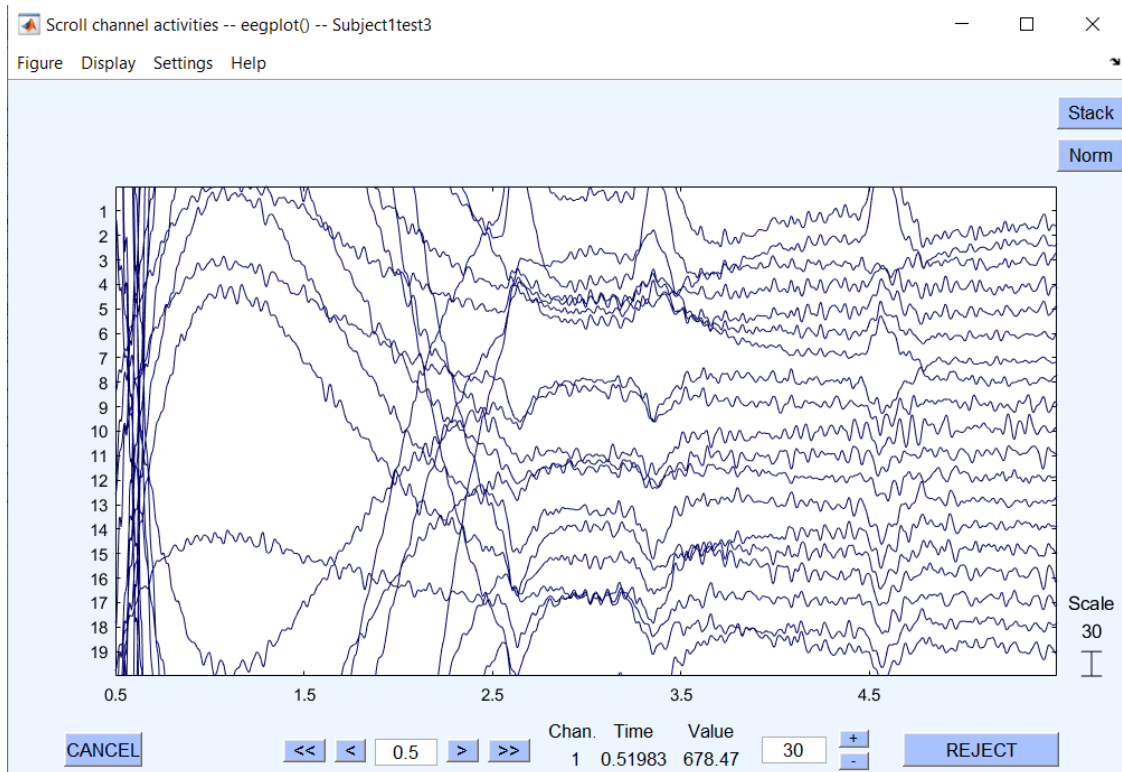 Scroll channel activities -- eegplot() -- Subject1test3
Figure Display Settings Help
Stack
Norm
1
2
3
4
5
6
7
8
9
10
11
12
13
14
15
16
17
18
19
Scale
30
0.5 1.5 2.5 3.5 4.5
Chan. Time Value
CANCEL << < 0.5 > >> 1 0.51983 678.47 30 + - REJECT